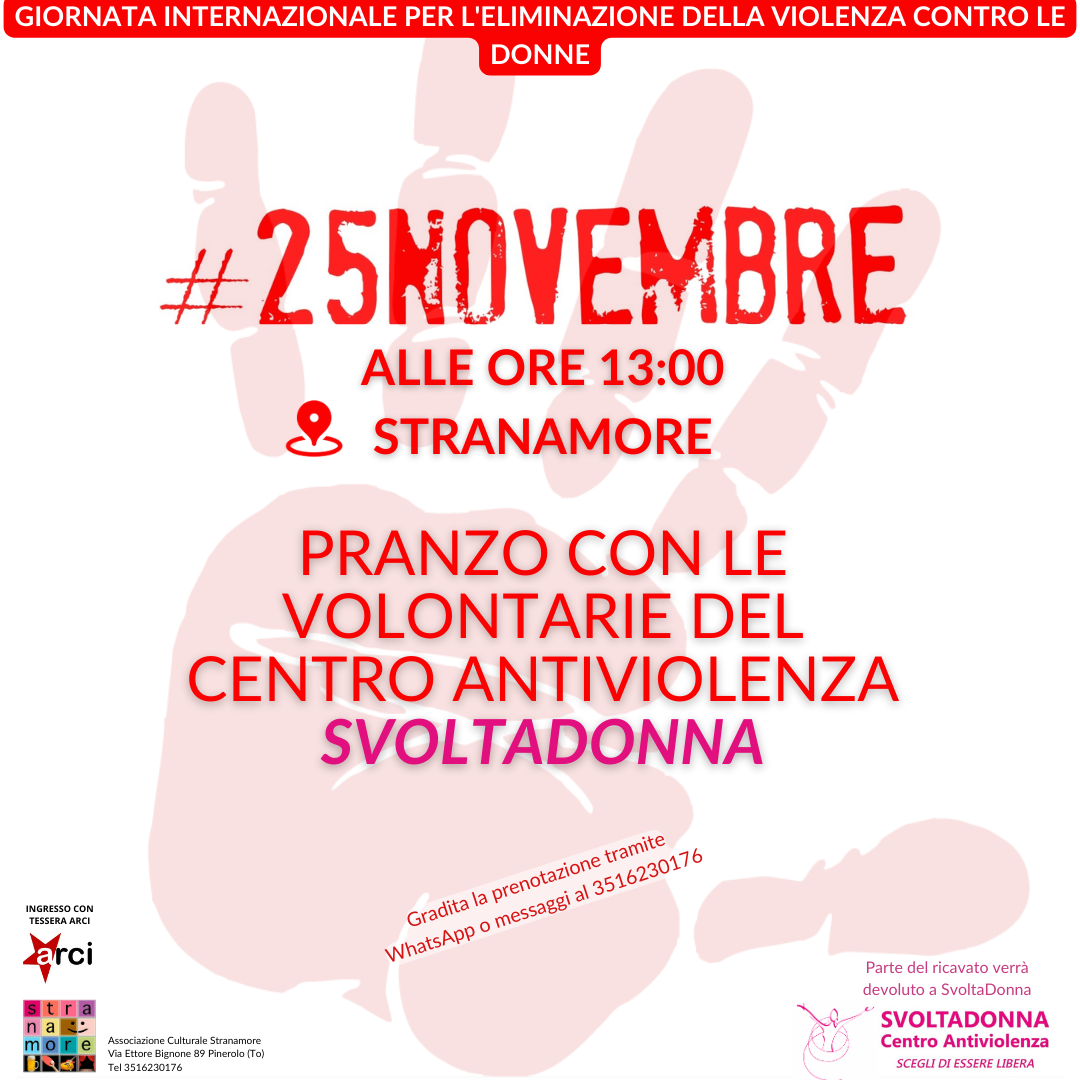 GIORNATA INTERNAZIONALE PER L'ELIMINAZIONE DELLA VIOLENZA CONTRO LE
DONNE
#25NOVEMBRE
ALLE ORE 13:00
STRANAMORE
PRANZO CON LE
VOLONTARIE DEL
CENTRO ANTIVIOLENZA
SVOLTADONNA
Gradita la prenotazione tramite
WhatsApp o messaggi al 3516230176
INGRESSO CON
TESSERA ARCI
arci
stra
na
more
Associazione Culturale Stranamore
Via Ettore Bignone 89 Pinerolo (To)
Tel 3516230176
Parte del ricavato verrà
devoluto a SvoltaDonna
SVOLTADONNA
Centro Antiviolenza
SCEGLI DI ESSERE LIBERA